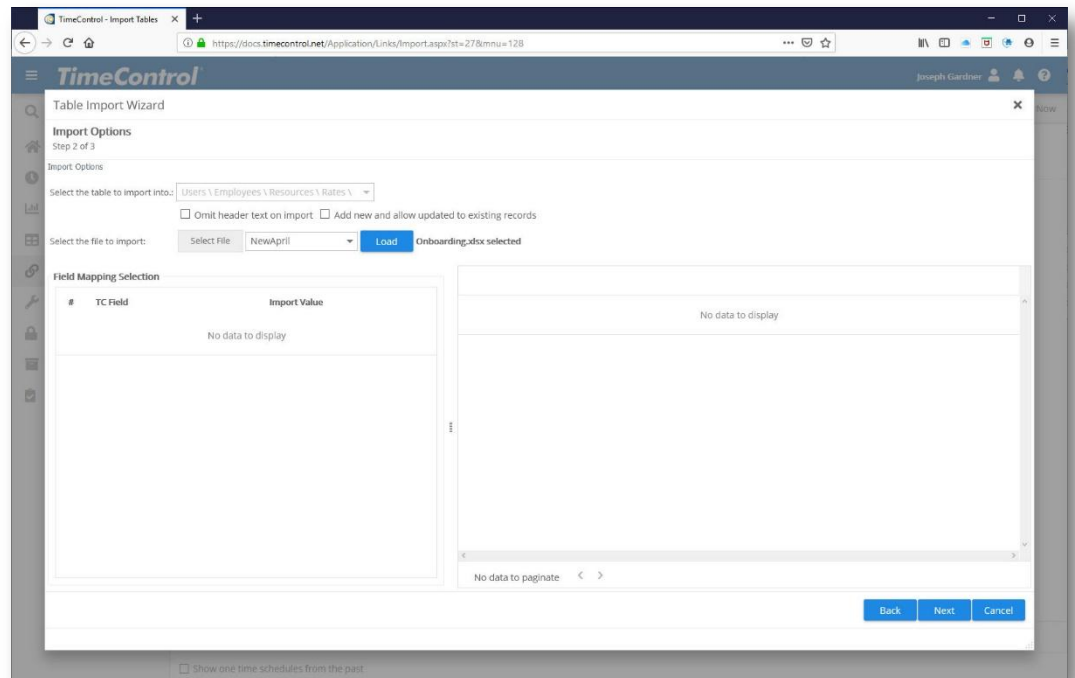 TimeControl - Import Tables
https://docs.timecontrol.net/Application/Links/Import.aspx?st=27&mnu=128
TimeControl
Joseph Gardner
Now
Table Import Wizard
Import Options
Step 2 of 3
Import Options
Select the table to import into.: Users \ Employees \ Resources \ Rates \
Omit header text on import Add new and allow updated to existing records
Select the file to import: Select File NewApril Load Onboarding.xlsx selected
Field Mapping Selection
# TC Field Import Value
No data to display
No data to display
No data to paginate
Back Next Cancel
Show one time schedules from the past